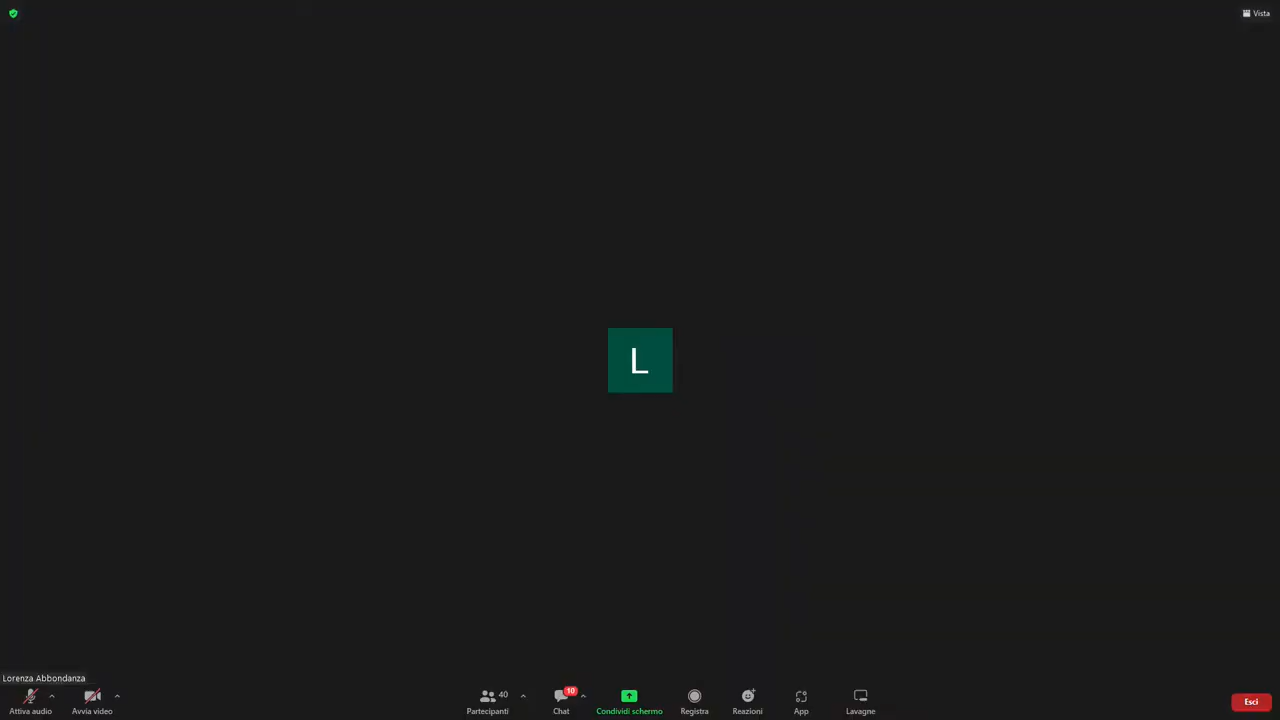 Vista
L
Lorenza Abbondanza
Attiva audio
Avvia video
40
Partecipanti
10
Chat
Condividi schermo
Registra
Reazioni
App
Lavagne
Esci